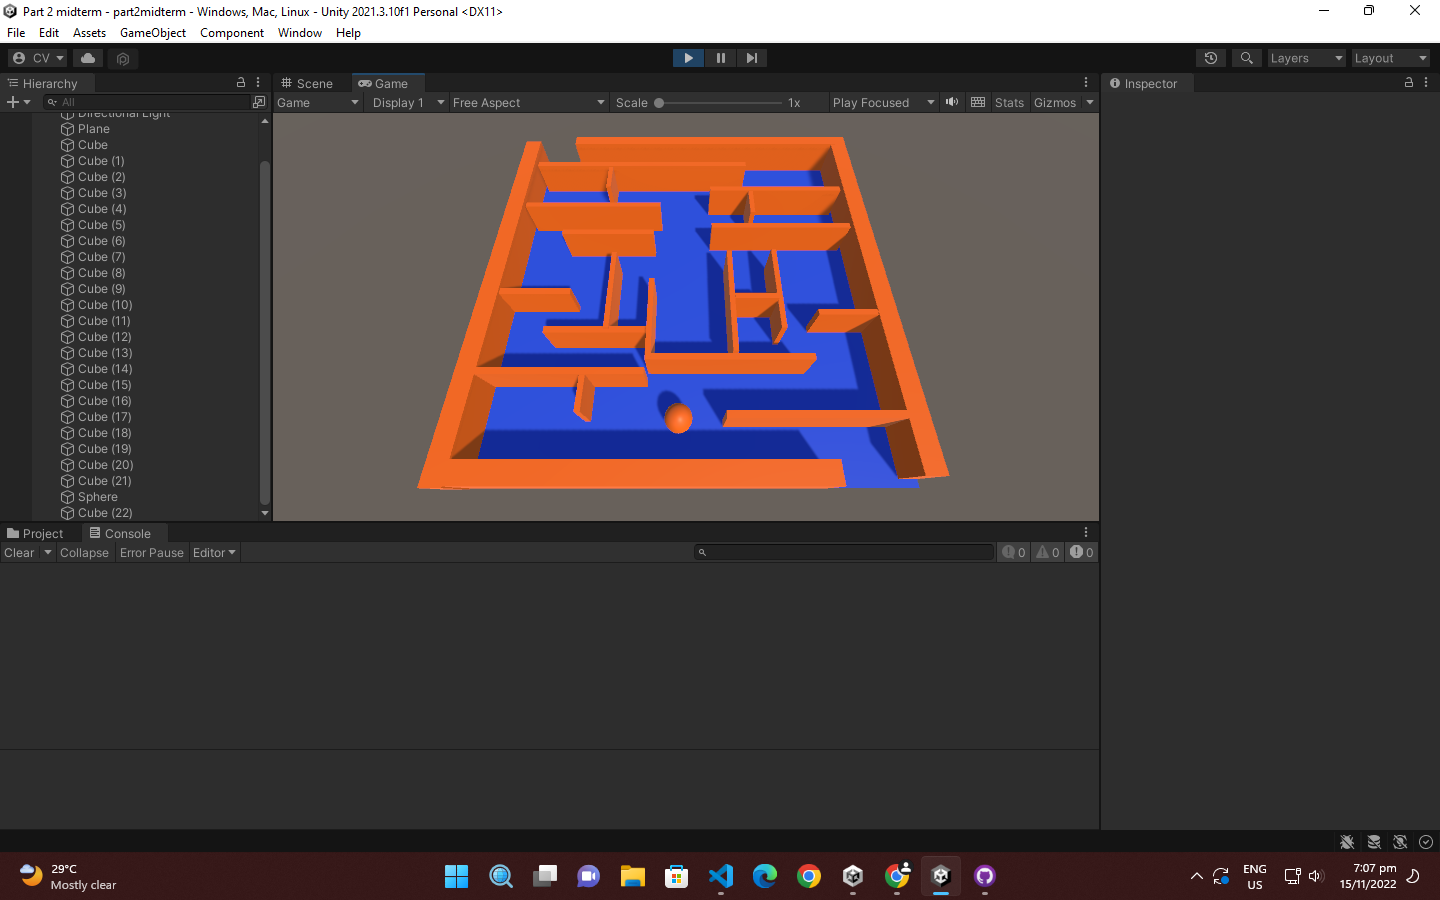 Part 2 midterm - part2midterm - Windows, Mac, Linux - Unity 2021.3.10f1 Personal <DX11>
File Edit Assets GameObject Component Window Help
CV Layers Layout
Hierarchy Scene Game Inspector
All Game Display 1 Free Aspect Scale 1x Play Focused Stats Gizmos
Directional Light
Plane
Cube
Cube (1)
Cube (2)
Cube (3)
Cube (4)
Cube (5)
Cube (6)
Cube (7)
Cube (8)
Cube (9)
Cube (10)
Cube (11)
Cube (12)
Cube (13)
Cube (14)
Cube (15)
Cube (16)
Cube (17)
Cube (18)
Cube (19)
Cube (20)
Cube (21)
Sphere
Cube (22)
Project Console
Clear Collapse Error Pause Editor 0 0 0
29°C
Mostly clear
ENG
US
7:07 pm
15/11/2022